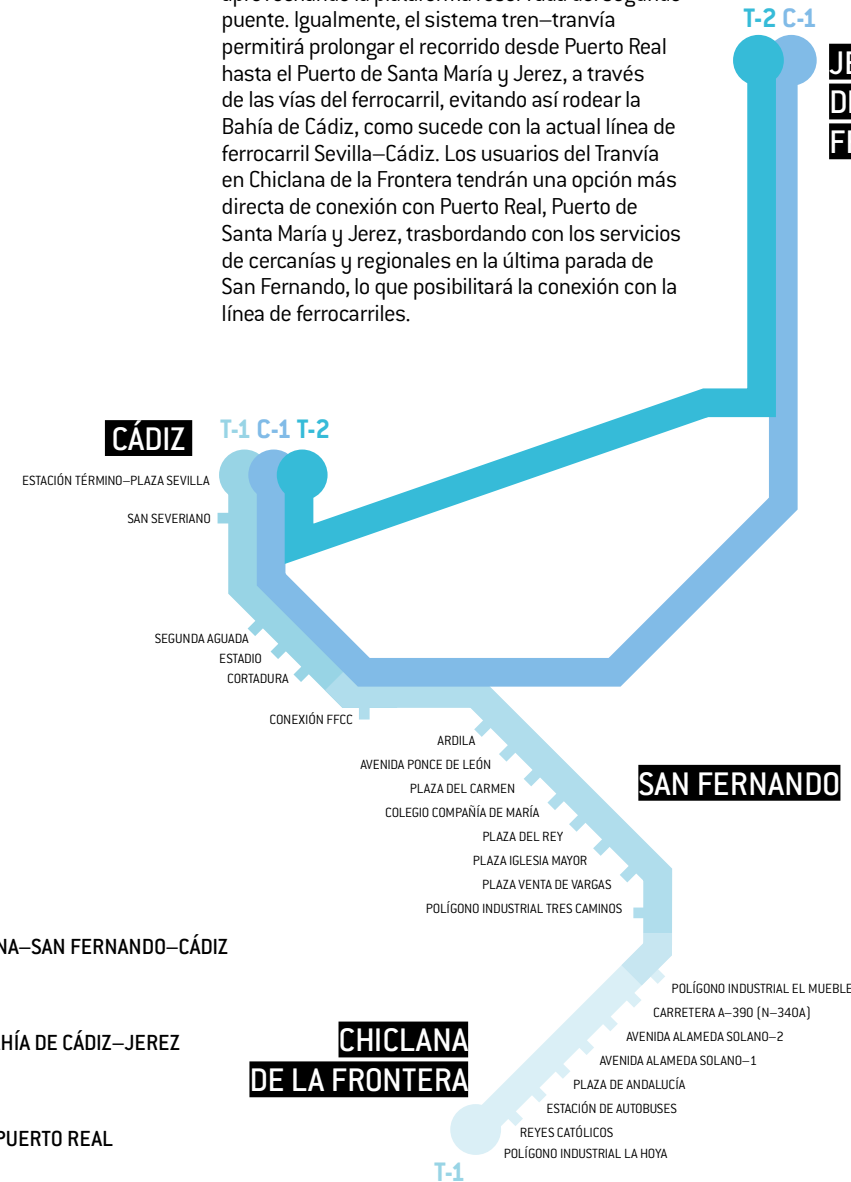 puente. Igualmente, el sistema tren–tranvía
permitirá prolongar el recorrido desde Puerto Real
hasta el Puerto de Santa María y Jerez, a través
de las vías del ferrocarril, evitando así rodear la
Bahía de Cádiz, como sucede con la actual línea de
ferrocarril Sevilla–Cádiz. Los usuarios del Tranvía
en Chiclana de la Frontera tendrán una opción más
directa de conexión con Puerto Real, Puerto de
Santa María y Jerez, trasbordando con los servicios
de cercanías y regionales en la última parada de
San Fernando, lo que posibilitará la conexión con la
línea de ferrocarriles.
T-2 C-1
CÁDIZ
T-1 C-1 T-2
ESTACIÓN TÉRMINO–PLAZA SEVILLA
SAN SEVERIANO
SEGUNDA AGUADA
ESTADIO
CORTADURA
CONEXIÓN FFCC
ARDILA
AVENIDA PONCE DE LEÓN
PLAZA DEL CARMEN
COLEGIO COMPAÑÍA DE MARÍA
PLAZA DEL REY
PLAZA IGLESIA MAYOR
PLAZA VENTA DE VARGAS
POLÍGONO INDUSTRIAL TRES CAMINOS
SAN FERNANDO
NA–SAN FERNANDO–CÁDIZ
HÍA DE CÁDIZ–JEREZ
PUERTO REAL
CHICLANA
DE LA FRONTERA
POLÍGONO INDUSTRIAL EL MUEBLE
CARRETERA A–390 (N–340A)
AVENIDA ALAMEDA SOLANO–2
AVENIDA ALAMEDA SOLANO–1
PLAZA DE ANDALUCÍA
ESTACIÓN DE AUTOBUSES
REYES CATÓLICOS
POLÍGONO INDUSTRIAL LA HOYA
T-1